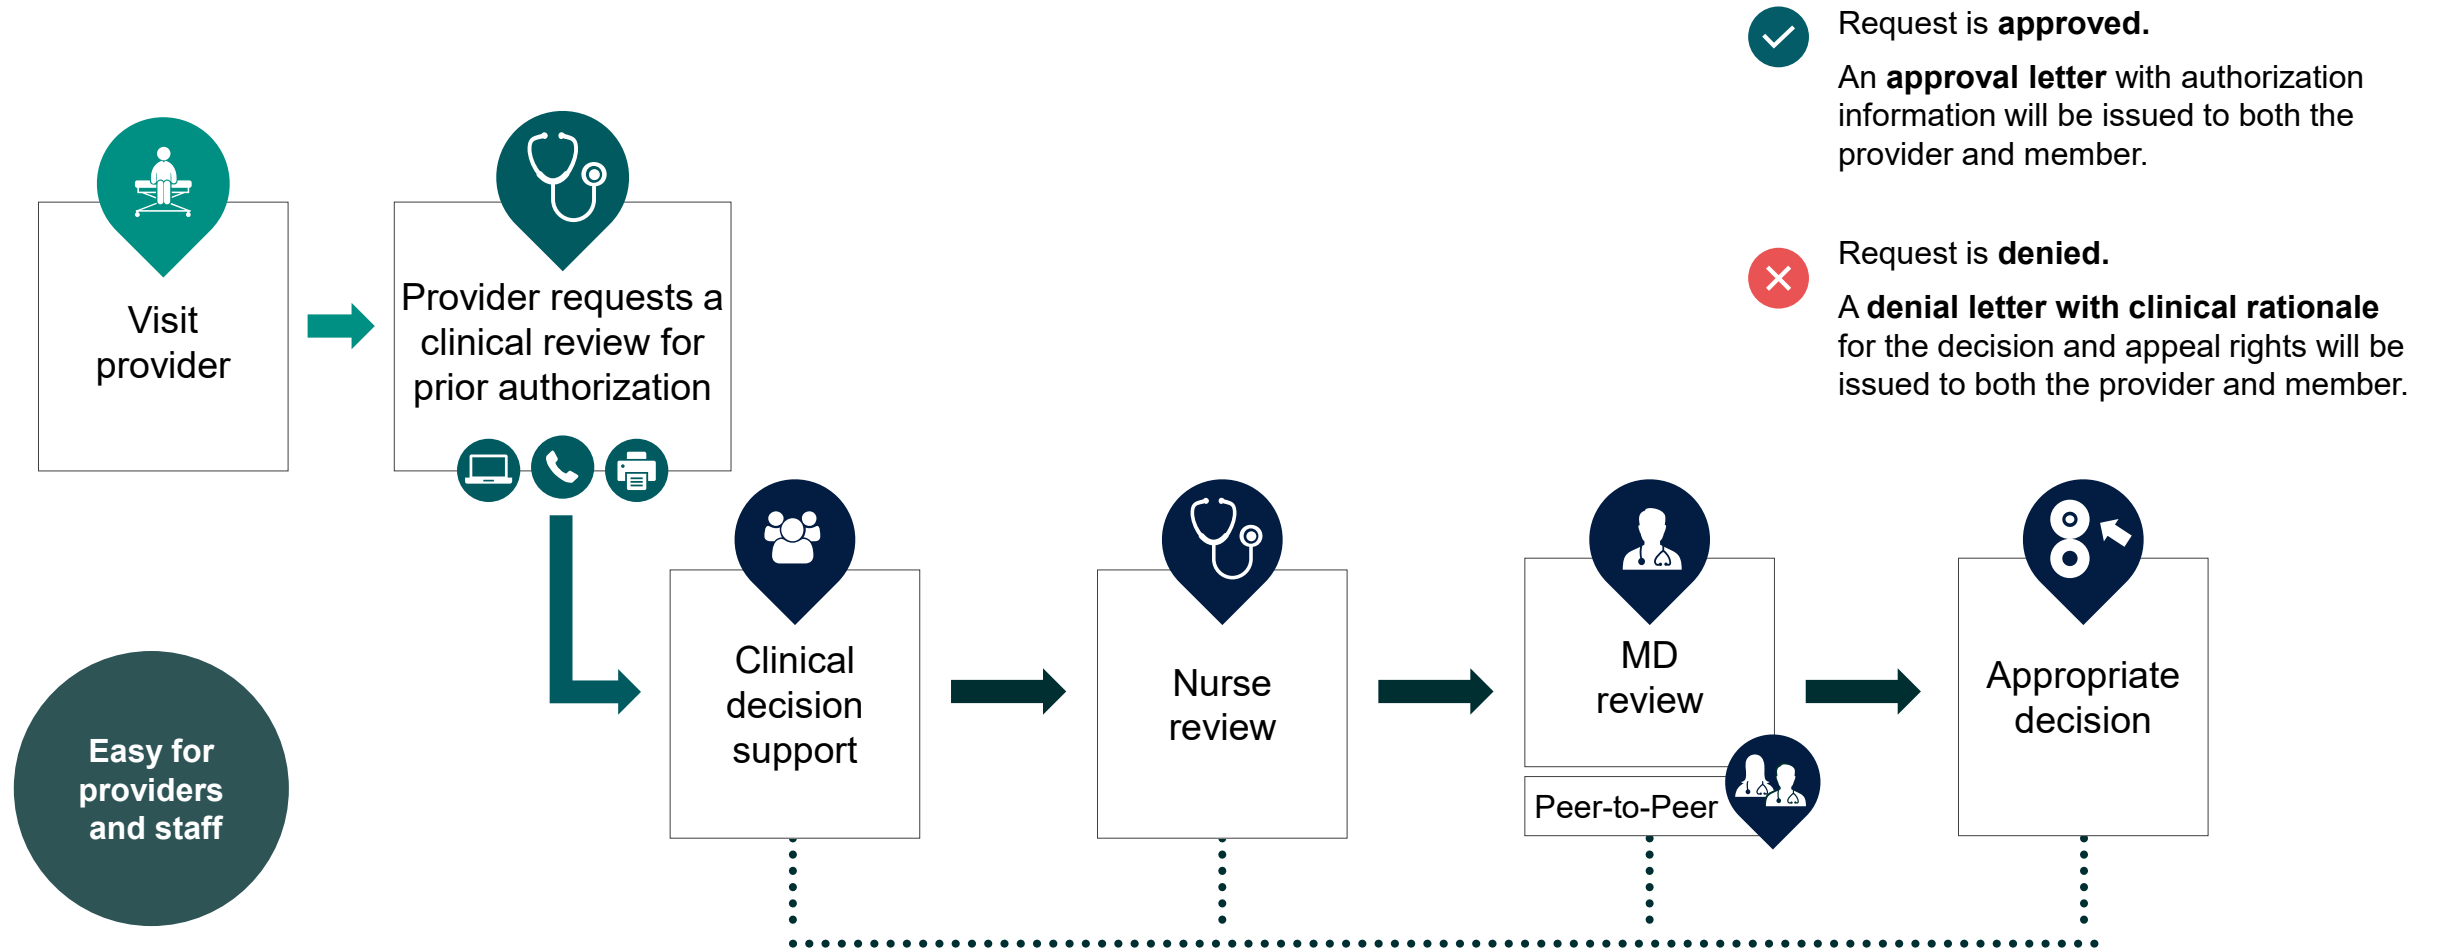 Request is approved.
An approval letter with authorization
information will be issued to both the
provider and member.
Request is denied.
A denial letter with clinical rationale
for the decision and appeal rights will be
issued to both the provider and member.
Visit
provider
Provider requests a
clinical review for
prior authorization
Clinical
decision
support
Nurse
review
MD
review
Peer-to-Peer
Appropriate
decision
Easy for
providers
and staff